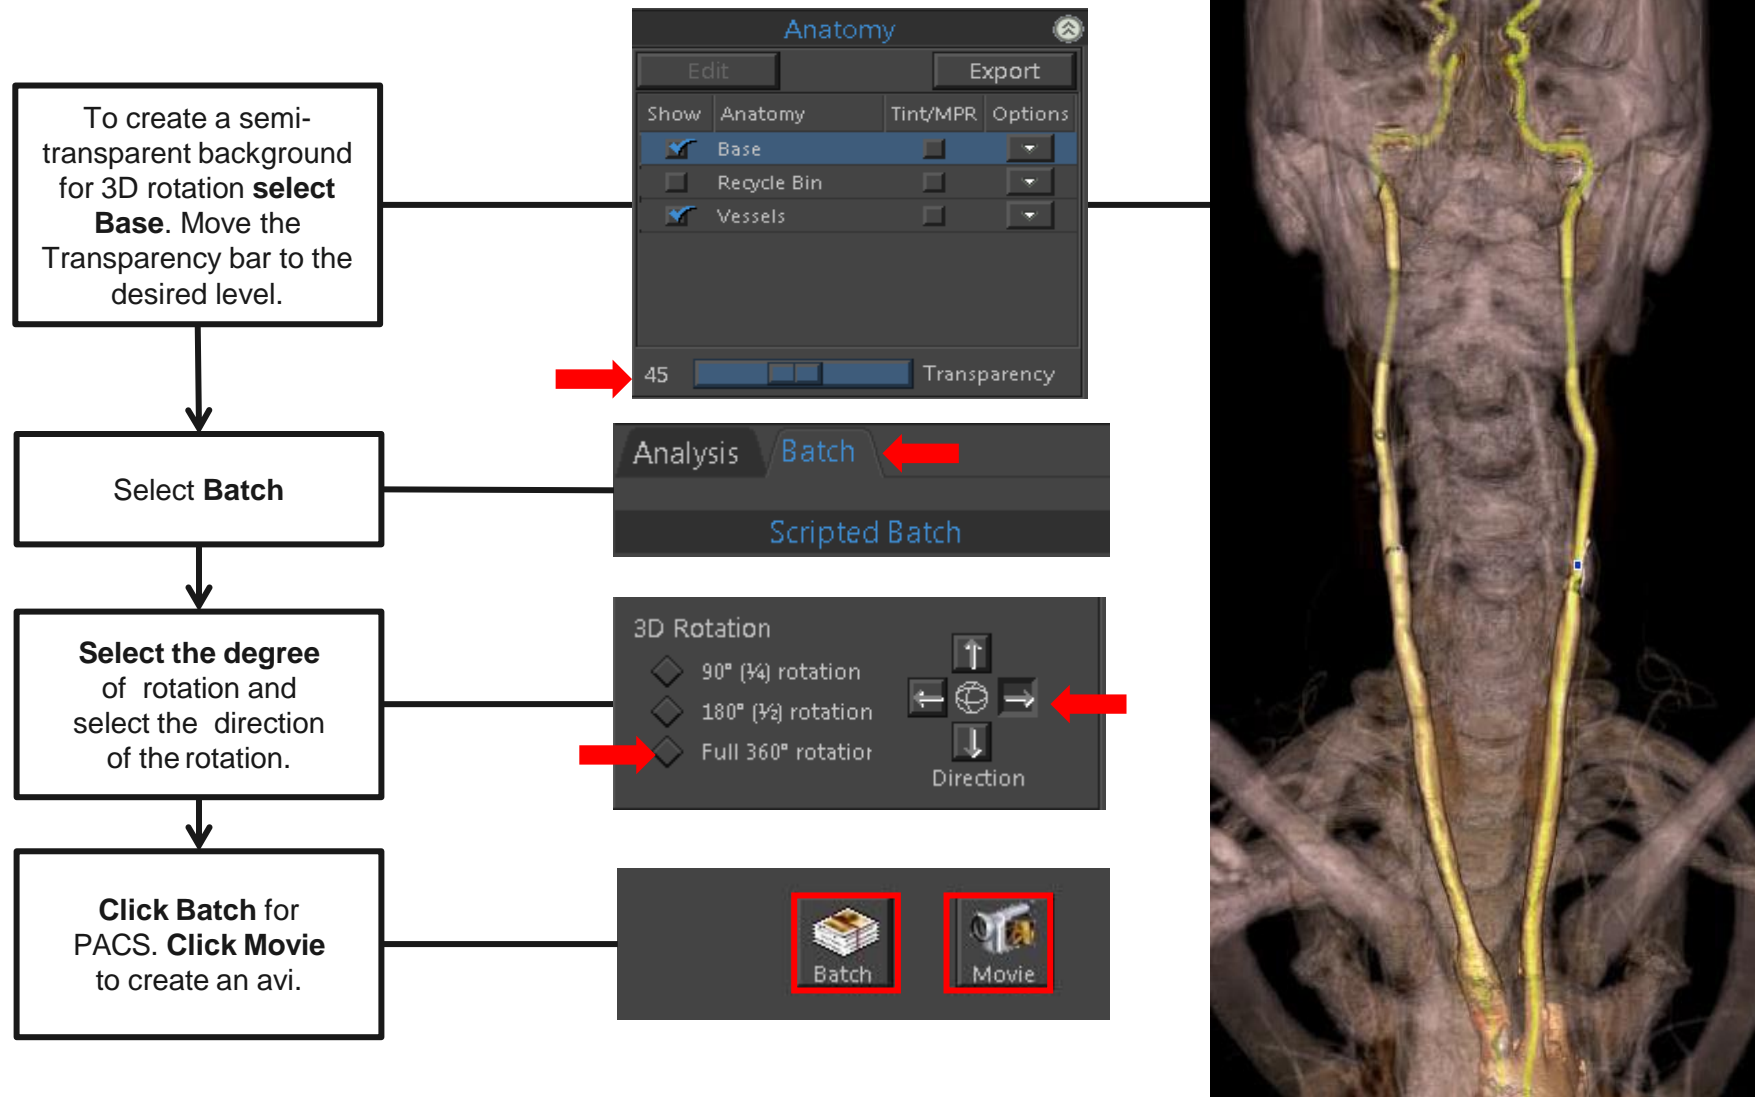 To create a semi-
transparent background
for 3D rotation select
Base. Move the
Transparency bar to the
desired level.
Anatomy
Edit
Export
Show Anatomy Tint/MPR Options
Base
Recycle Bin
Vessels
45 Transparency
Select Batch
Analysis Batch
Scripted Batch
Select the degree
of rotation and
select the direction
of the rotation.
3D Rotation
90° (¼) rotation
180° (½) rotation
Full 360° rotation
Direction
Click Batch for
PACS. Click Movie
to create an avi.
Batch
Movie